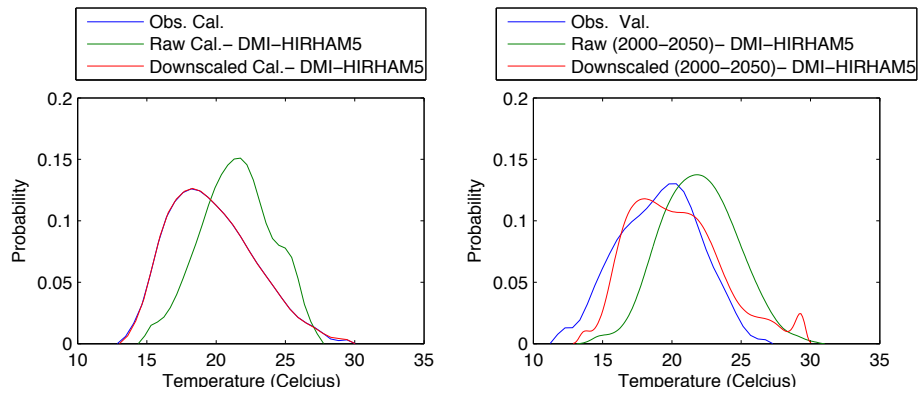 Obs. Cal.
Raw Cal.– DMI-HIRHAM5
Downscaled Cal.– DMI-HIRHAM5
0.2
0.15
0.1
0.05
0
Probability
10 15 20 25 30 35
Temperature (Celcius)
Obs. Val.
Raw (2000-2050)– DMI-HIRHAM5
Downscaled (2000-2050)– DMI-HIRHAM5
0.2
0.15
0.1
0.05
0
Probability
10 15 20 25 30 35
Temperature (Celcius)